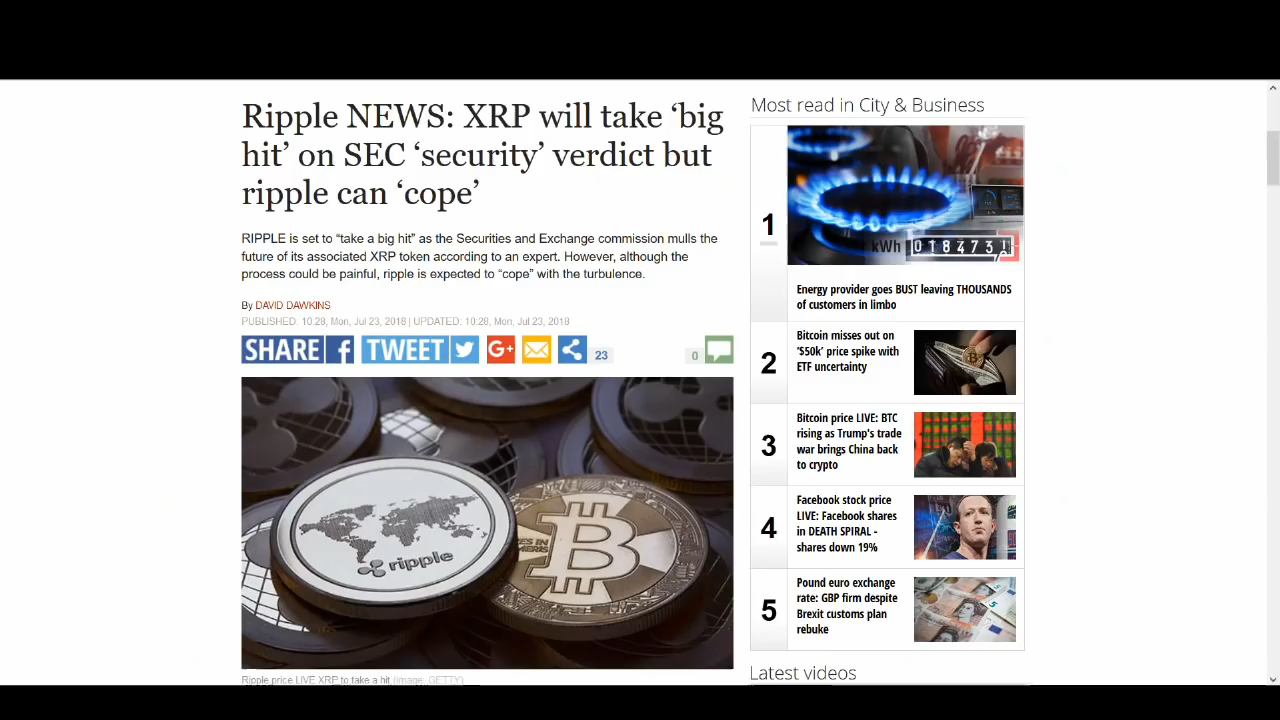 Ripple NEWS: XRP will take ‘big
hit’ on SEC ‘security’ verdict but
ripple can ‘cope’
RIPPLE is set to “take a big hit” as the Securities and Exchange commission mulls the
future of its associated XRP token according to an expert. However, although the
process could be painful, ripple is expected to “cope” with the turbulence.
By DAVID DAWKINS
PUBLISHED: 10:28, Mon, Jul 23, 2018 | UPDATED: 10:28, Mon, Jul 23, 2018
SHARE f TWEET G+ 23 0
ripple
Ripple price LIVE XRP to take a hit (Image: GETTY)
Most read in City & Business
1
kWh 018473
Energy provider goes BUST leaving THOUSANDS
of customers in limbo
2
Bitcoin misses out on
'$50k' price spike with
ETF uncertainty
3
Bitcoin price LIVE: BTC
rising as Trump's trade
war brings China back
to crypto
4
Facebook stock price
LIVE: Facebook shares
in DEATH SPIRAL -
shares down 19%
5
Pound euro exchange
rate: GBP firm despite
Brexit customs plan
rebuke
Latest videos